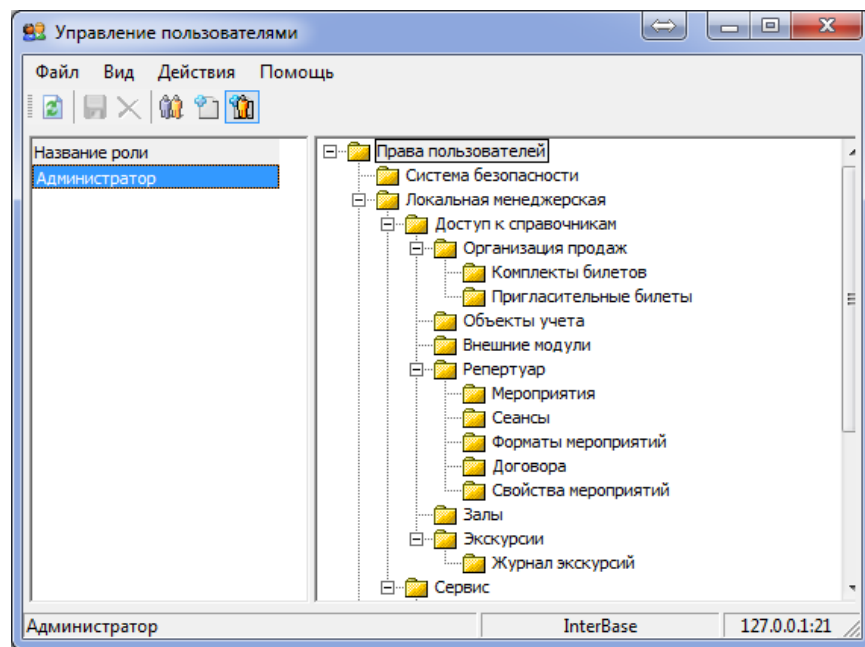 Управление пользователями
Файл Вид Действия Помощь
Название роли
Администратор
Права пользователей
Система безопасности
Локальная менеджерская
Доступ к справочникам
Организация продаж
Комплекты билетов
Пригласительные билеты
Объекты учета
Внешние модули
Репертуар
Мероприятия
Сеансы
Форматы мероприятий
Договора
Свойства мероприятий
Залы
Экскурсии
Журнал экскурсий
Сервис
Администратор InterBase 127.0.0.1:21